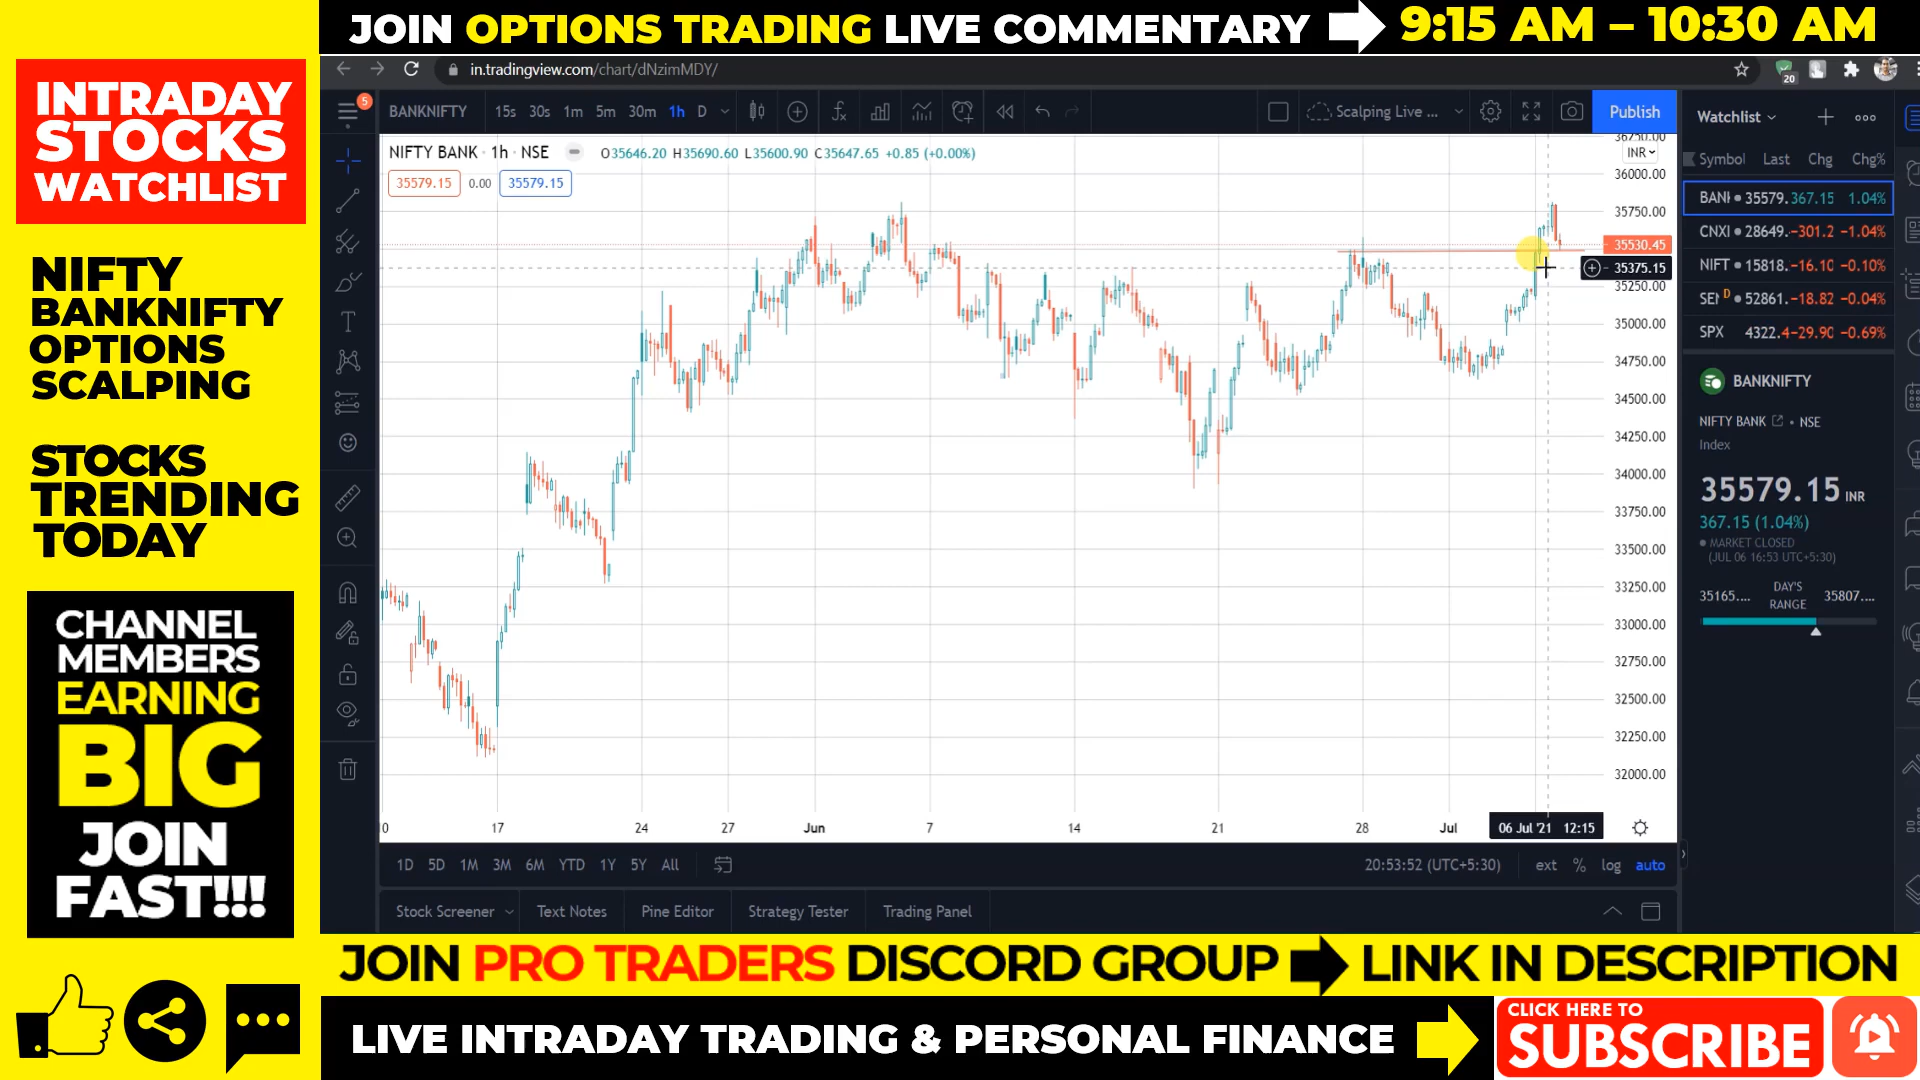 JOIN OPTIONS TRADING LIVE COMMENTARY 9:15 AM – 10:30 AM
INTRADAY
STOCKS
WATCHLIST
NIFTY
BANKNIFTY
OPTIONS
SCALPING
STOCKS
TRENDING
TODAY
CHANNEL
MEMBERS
EARNING
BIG
JOIN
FAST!!!
in.tradingview.com/chart/dNzimMDY/
20
5
BANKNIFTY 15s 30s 1m 5m 30m 1h D
Scalping Live ...
Publish
NIFTY BANK · 1h · NSE O35646.20 H35690.60 L35600.90 C35647.65 +0.85 (+0.00%)
35579.15 0.00 35579.15
INR
36000.00
35750.00
35530.45
35375.15
35250.00
35000.00
34750.00
34500.00
34250.00
34000.00
33750.00
33500.00
33250.00
33000.00
32750.00
32500.00
32250.00
32000.00
17 24 27 Jun 7 14 21 28 Jul 06 Jul '21 12:15
1D 5D 1M 3M 6M YTD 1Y 5Y All
20:53:52 (UTC+5:30) ext % log auto
Stock Screener Text Notes Pine Editor Strategy Tester Trading Panel
Watchlist
Symbol Last Chg Chg%
BANI 35579. 367.15 1.04%
CNXI 28649. -301.2 -1.04%
NIFT 15818. -16.10 -0.10%
SEI D 52861. -18.82 -0.04%
SPX 4322.4 -29.90 -0.69%
BANKNIFTY
NIFTY BANK • NSE
Index
35579.15 INR
367.15 (1.04%)
MARKET CLOSED
(JUL 06 16:53 UTC+5:30)
35165.... DAY'S RANGE 35807....
JOIN PRO TRADERS DISCORD GROUP LINK IN DESCRIPTION
LIVE INTRADAY TRADING & PERSONAL FINANCE
CLICK HERE TO
SUBSCRIBE